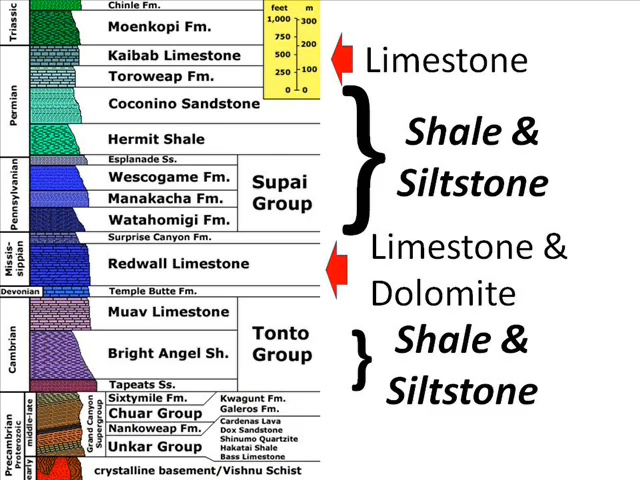 Triassic
Chinle Fm.
Moenkopi Fm.
feet m
1,000 300
750 200
500
250 100
0 0
Permian
Kaibab Limestone
Toroweap Fm.
Coconino Sandstone
Hermit Shale
Pennsylvanian
Esplanade Ss.
Wescogame Fm.
Manakacha Fm.
Watahomigi Fm.
Supai
Group
Missis-
sippian
Surprise Canyon Fm.
Redwall Limestone
Devonian
Temple Butte Fm.
Cambrian
Muav Limestone
Bright Angel Sh.
Tapeats Ss.
Tonto
Group
Precambrian
Proterozoic
middle-late
early
Grand Canyon
Supergroup
Sixtymile Fm.
Chuar Group
Nankoweap Fm.
Unkar Group
Kwagunt Fm.
Galeros Fm.
Cardenas Lava
Dox Sandstone
Shinumo Quartzite
Hakatai Shale
Bass Limestone
crystalline basement/Vishnu Schist
Limestone
Shale &
Siltstone
Limestone &
Dolomite
Shale &
Siltstone